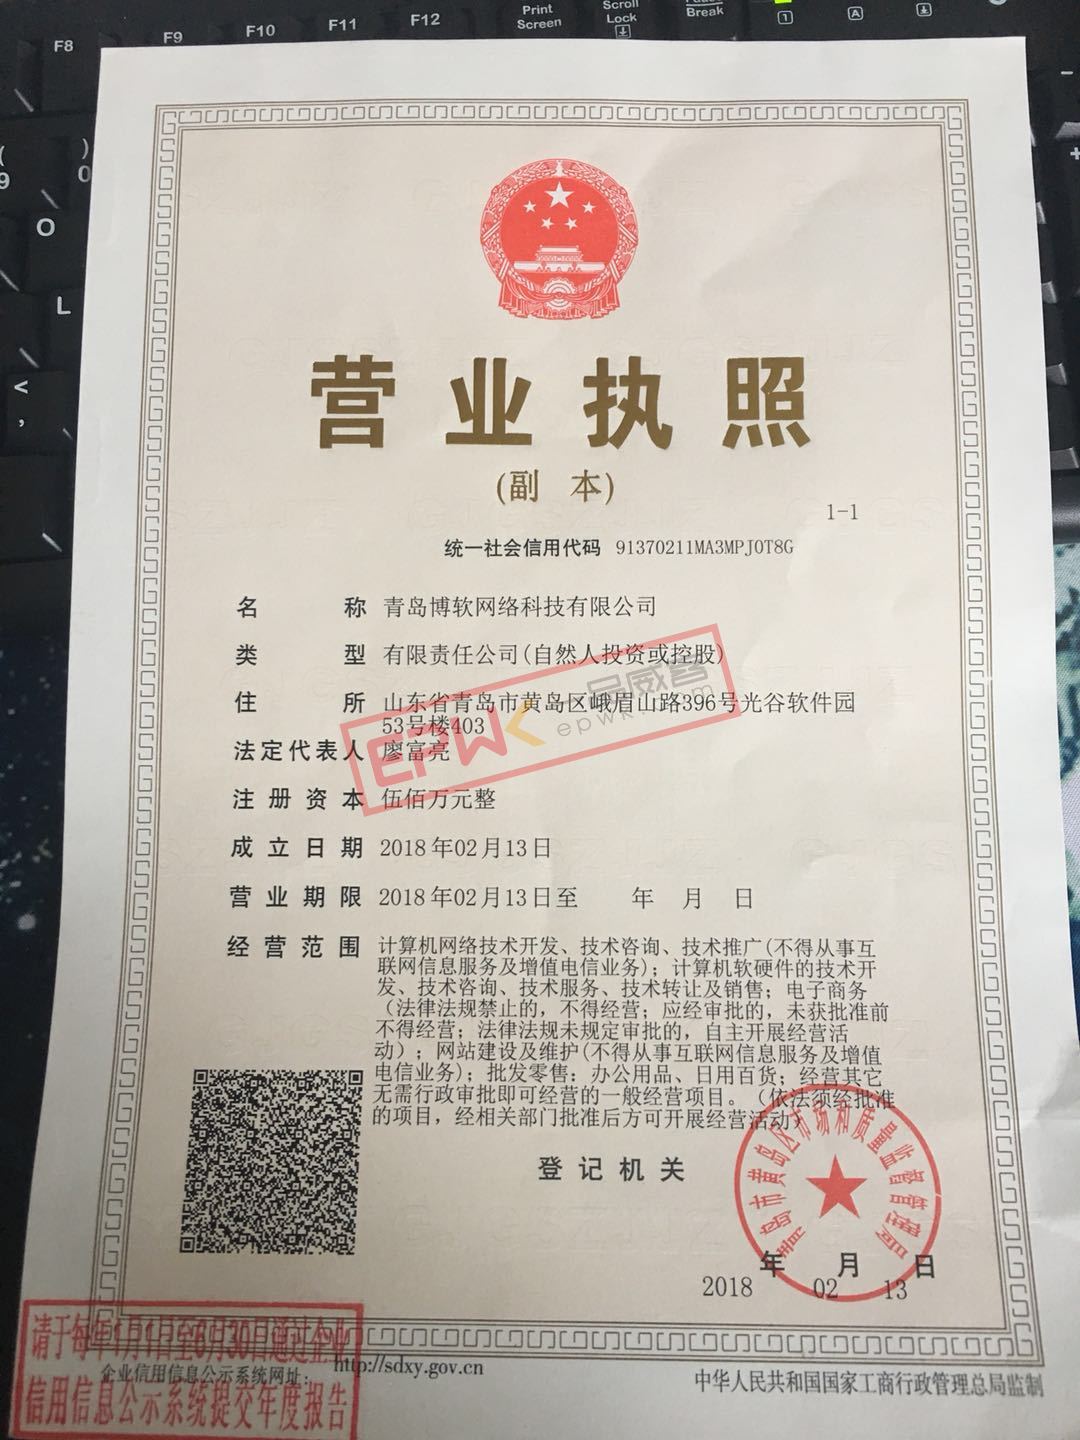 F8
F9
F10
F11
F12
Print
Screen
Scroll
Lock
Break
1
A
)
9
0
O
L
<
,
+
营业执照
(副 本)
1-1
统一社会信用代码 91370211MA3MPJ0T8G
名 称 青岛博软网络科技有限公司
类 型 有限责任公司(自然人投资或控股)
住 所 山东省青岛市黄岛区峨眉山路396号光谷软件园
53号楼403
法定代表人 廖富亮
注册资本 伍佰万元整
成立日期 2018年02月13日
营业期限 2018年02月13日至 年 月 日
经营范围 计算机网络技术开发、技术咨询、技术推广(不得从事互
联网信息服务及增值电信业务)；计算机软硬件的技术开
发、技术咨询、技术服务、技术转让及销售；电子商务
（法律法规禁止的，不得经营；应经审批的，未获批准前
不得经营；法律法规未规定审批的，自主开展经营活
动）；网站建设及维护(不得从事互联网信息服务及增值
电信业务)；批发零售：办公用品、日用百货；经营其它
无需行政审批即可经营的一般经营项目。（依法须经批准
的项目，经相关部门批准后方可开展经营活动）
EPWK 一品威客
epwk.com
登记机关
青岛市黄岛区市场和质量监督管理局
年 月 日
2018 02 13
请于每年1月1日至6月30日通过企业
信用信息公示系统提交年度报告
企业信用信息公示系统网址： http://sdxy.gov.cn
中华人民共和国国家工商行政管理总局监制